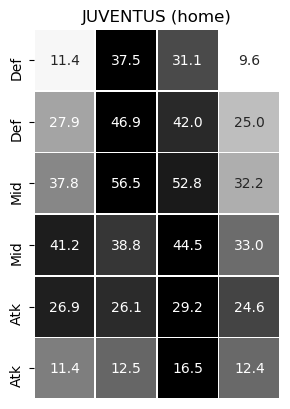 JUVENTUS (home)
Def 11.4 37.5 31.1 9.6
Def 27.9 46.9 42.0 25.0
Mid 37.8 56.5 52.8 32.2
Mid 41.2 38.8 44.5 33.0
Atk 26.9 26.1 29.2 24.6
Atk 11.4 12.5 16.5 12.4